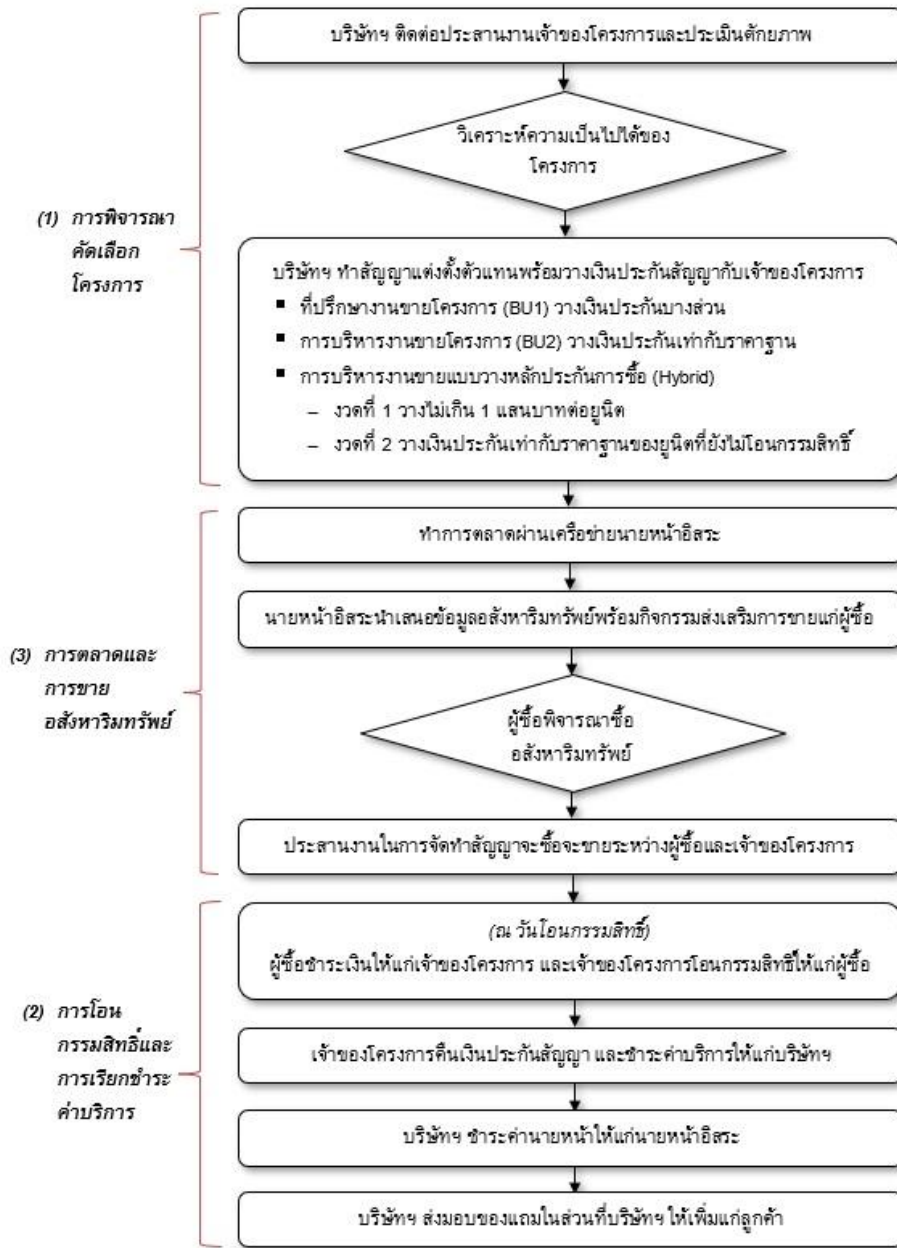 บริษัทฯ ติดต่อประสานงานเจ้าของโครงการและประเมินศักยภาพ
วิเคราะห์ความเป็นไปได้ของ
โครงการ
(1) การพิจารณา
คัดเลือก
โครงการ
บริษัทฯ ทำสัญญาแต่งตั้งตัวแทนพร้อมวางเงินประกันสัญญากับเจ้าของโครงการ
▪ ที่ปรึกษางานขายโครงการ (BU1) วางเงินประกันบางส่วน
▪ การบริหารงานขายโครงการ (BU2) วางเงินประกันเท่ากับราคาฐาน
▪ การบริหารงานขายแบบวางหลักประกันการซื้อ (Hybrid)
– งวดที่ 1 วางไม่เกิน 1 แสนบาทต่อยูนิต
– งวดที่ 2 วางเงินประกันเท่ากับราคาฐานของยูนิตที่ยังไม่โอนกรรมสิทธิ์
ทำการตลาดผ่านเครือข่ายนายหน้าอิสระ
นายหน้าอิสระนำเสนอข้อมูลอสังหาริมทรัพย์พร้อมกิจกรรมส่งเสริมการขายแก่ผู้ซื้อ
(3) การตลาดและ
การขาย
อสังหาริมทรัพย์
ผู้ซื้อพิจารณาซื้อ
อสังหาริมทรัพย์
ประสานงานในการจัดทำสัญญาจะซื้อจะขายระหว่างผู้ซื้อและเจ้าของโครงการ
(ณ วันโอนกรรมสิทธิ์)
ผู้ซื้อชำระเงินให้แก่เจ้าของโครงการ และเจ้าของโครงการโอนกรรมสิทธิ์ให้แก่ผู้ซื้อ
(2) การโอน
กรรมสิทธิ์และ
การเรียกชำระ
ค่าบริการ
เจ้าของโครงการคืนเงินประกันสัญญา และชำระค่าบริการให้แก่บริษัทฯ
บริษัทฯ ชำระค่านายหน้าให้แก่นายหน้าอิสระ
บริษัทฯ ส่งมอบของแถมในส่วนที่บริษัทฯ ให้เพิ่มแก่ลูกค้า